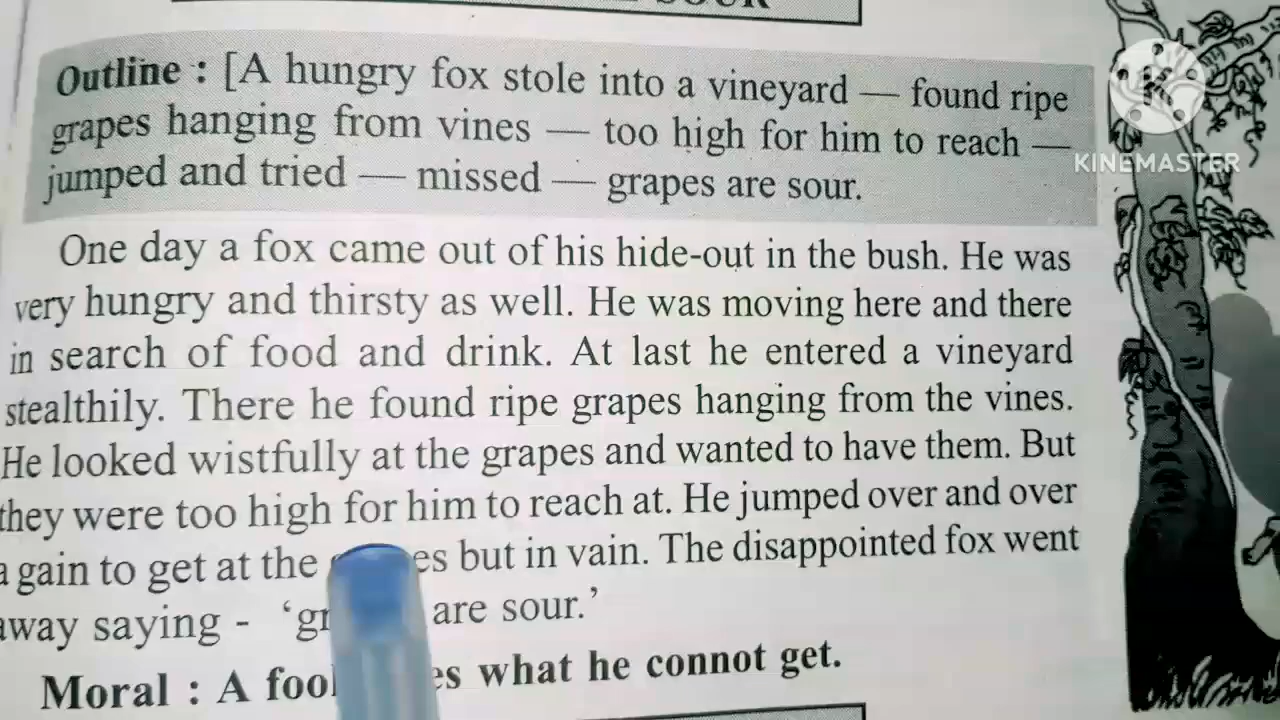 SOUR
Outline : [A hungry fox stole into a vineyard — found ripe
grapes hanging from vines — too high for him to reach —
jumped and tried — missed — grapes are sour.
One day a fox came out of his hide-out in the bush. He was
very hungry and thirsty as well. He was moving here and there
in search of food and drink. At last he entered a vineyard
stealthily. There he found ripe grapes hanging from the vines.
He looked wistfully at the grapes and wanted to have them. But
they were too high for him to reach at. He jumped over and over
a gain to get at the but in vain. The disappointed fox went
away saying - ' are sour.'
Moral : A what he connot get.
KINEMASTER